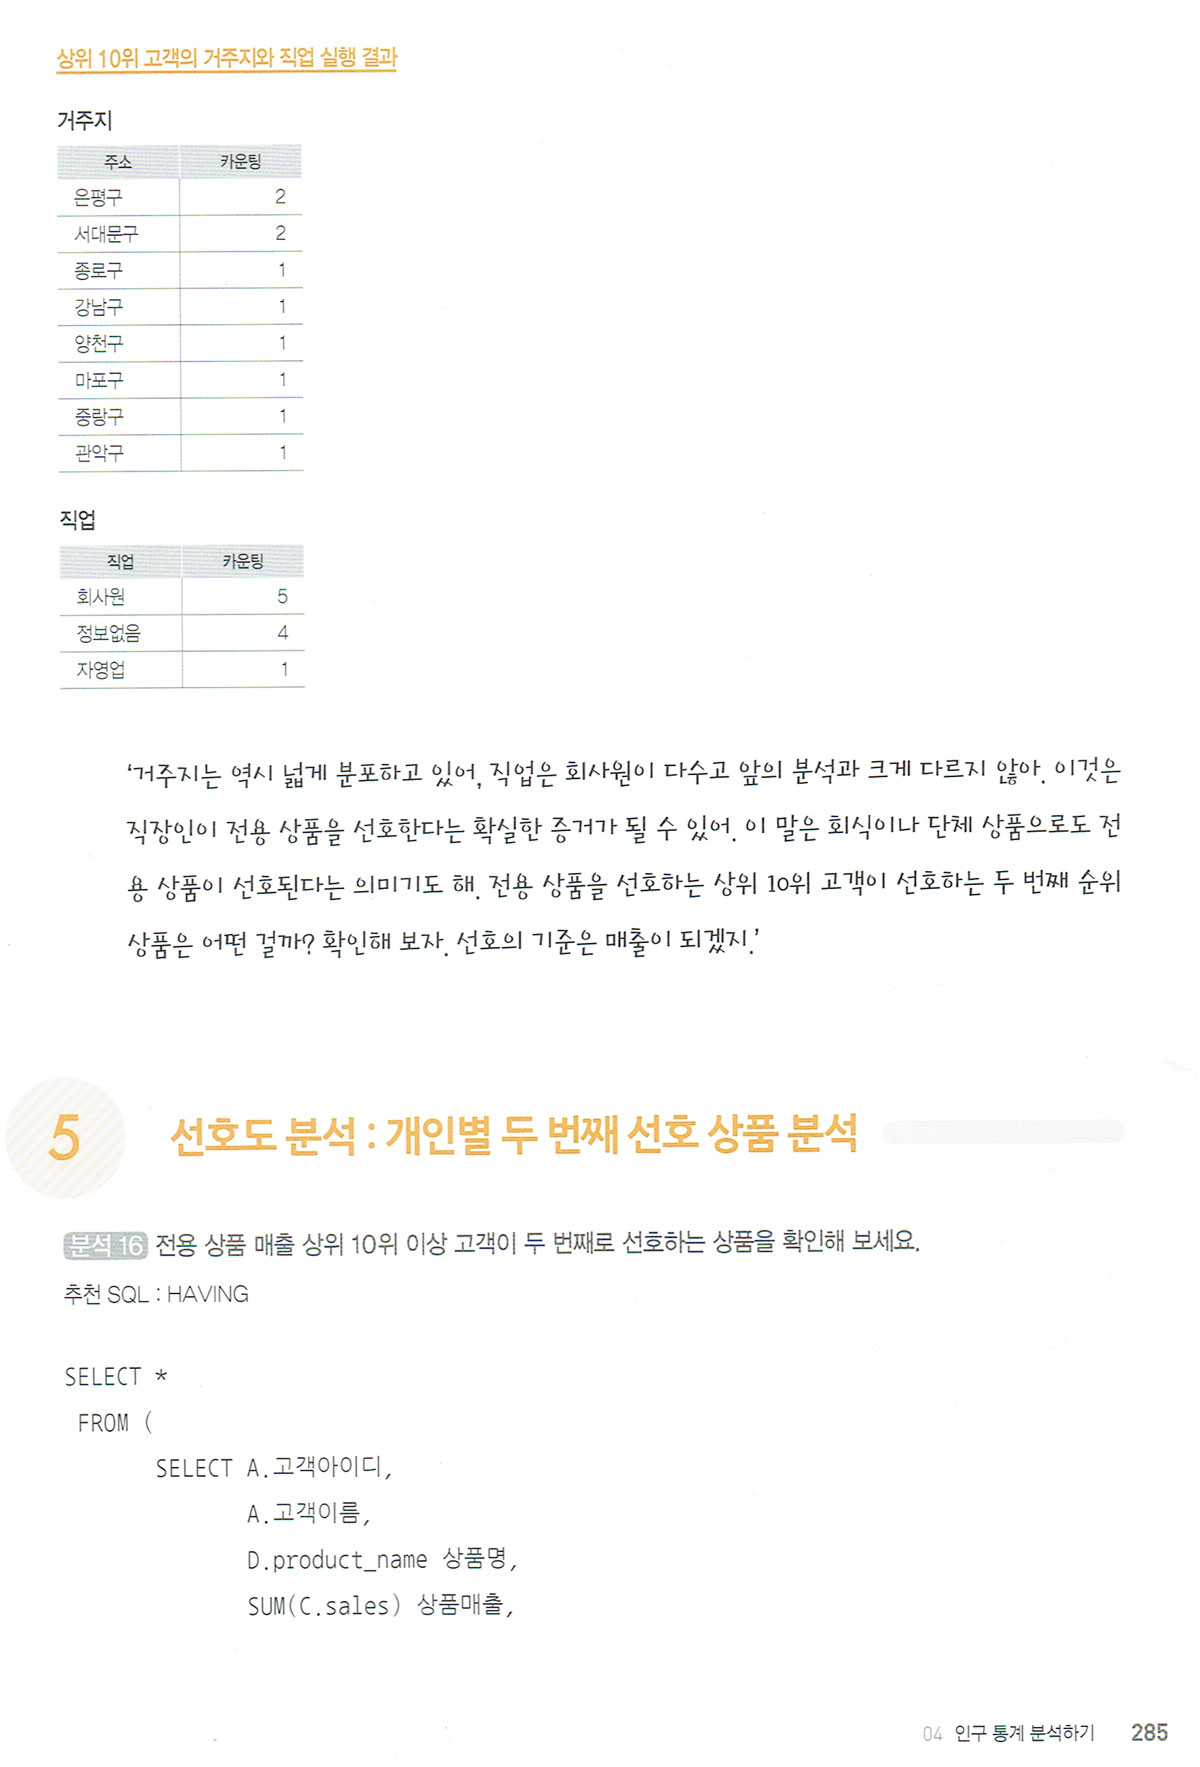 상위 10위 고객의 거주지와 직업 실행 결과
거주지
주소 카운팅
은평구 2
서대문구 2
종로구 1
강남구 1
양천구 1
마포구 1
중랑구 1
관악구 1
직업
직업 카운팅
회사원 5
정보없음 4
자영업 1
‘거주지는 역시 넓게 분포하고 있어, 직업은 회사원이 다수고 앞의 분석과 크게 다르지 않아. 이것은
직장인이 전용 상품을 선호한다는 확실한 증거가 될 수 있어. 이 말은 회식이나 단체 상품으로도 전
용 상품이 선호된다는 의미기도 해. 전용 상품을 선호하는 상위 10위 고객이 선호하는 두 번째 순위
상품은 어떤 걸까? 확인해 보자. 선호의 기준은 매출이 되겠지.’
5 선호도 분석 : 개인별 두 번째 선호 상품 분석
분석 16 전용 상품 매출 상위 10위 이상 고객이 두 번째로 선호하는 상품을 확인해 보세요.
추천 SQL : HAVING
SELECT *
FROM (
SELECT A.고객아이디,
A.고객이름,
D.product_name 상품명,
SUM(C.sales) 상품매출,
04 인구 통계 분석하기 285